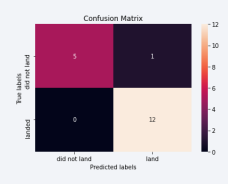 Confusion Matrix
12
10
8
6
4
2
0
True labels
did not land
landed
5
1
0
12
did not land
land
Predicted labels